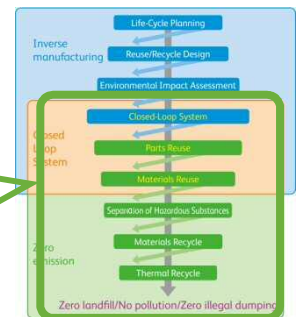 Life-Cycle Planning
Inverse
manufacturing
Reuse/Recycle Design
Environmental Impact Assessment
Closed-Loop System
Closed
Loop
System
Parts Reuse
Materials Reuse
Separation of Hazardous Substances
Zero
emission
Materials Recycle
Thermal Recycle
Zero landfill/No pollution/Zero illegal dumping